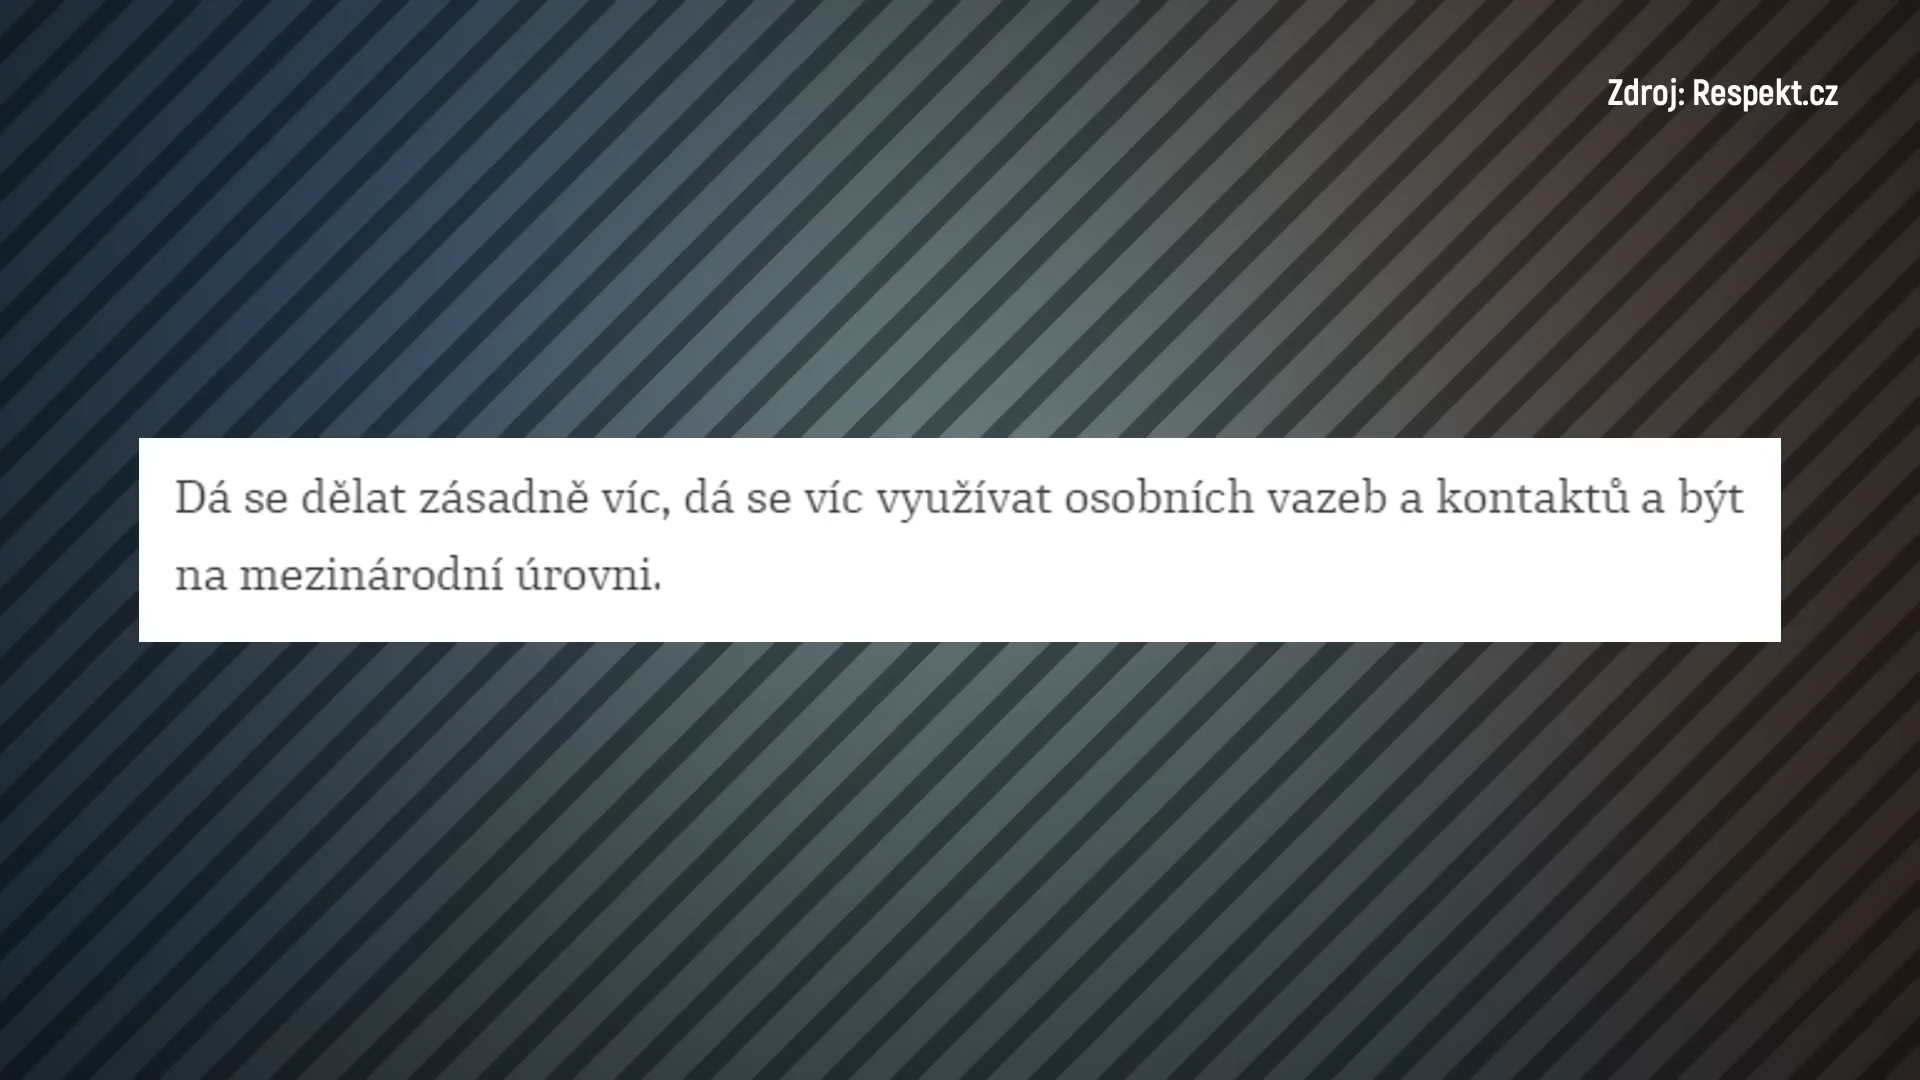 Zdroj: Respekt.cz
Dá se dělat zásadně víc, dá se víc využívat osobních vazeb a kontaktů a být
na mezinárodní úrovni.